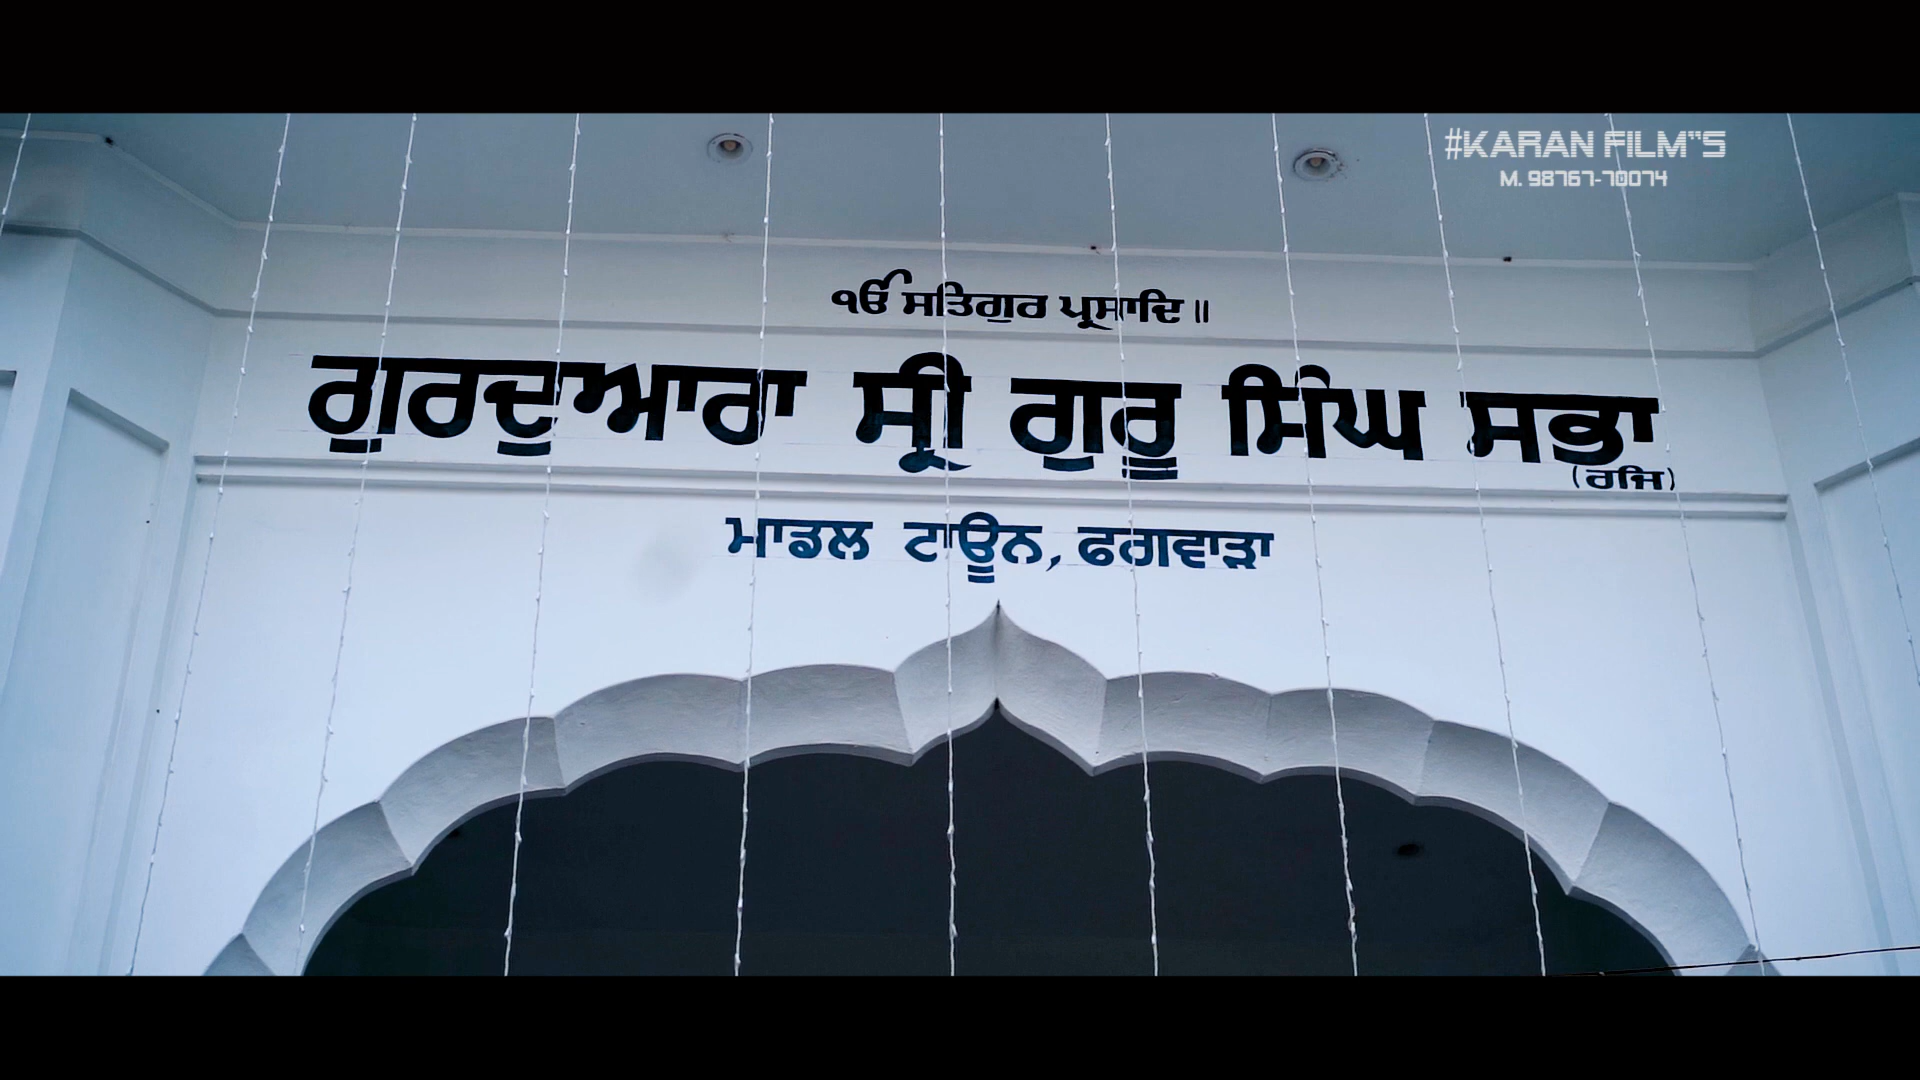 #KARAN FILM"S
M. 98767-70074
ੴ ਸਤਿਗੁਰ ਪ੍ਰਸਾਦਿ॥
ਗੁਰਦੁਆਰਾ ਸ੍ਰੀ ਗੁਰੂ ਸਿੰਘ ਸਭਾ
(ਰਜਿ)
ਮਾਡਲ ਟਾਊਨ, ਫਗਵਾੜਾ